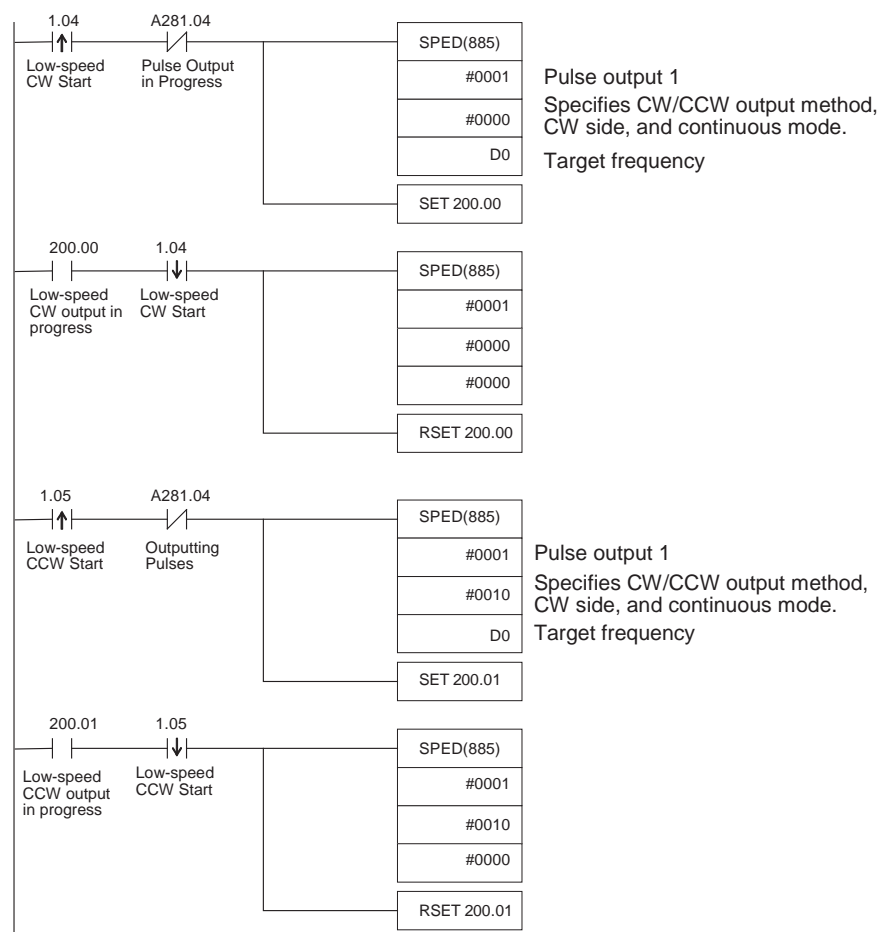 1.04 A281.04
SPED(885)
Low-speed
CW Start
Pulse Output
in Progress
#0001 Pulse output 1
#0000 Specifies CW/CCW output method,
CW side, and continuous mode.
D0 Target frequency
SET 200.00
200.00 1.04
SPED(885)
Low-speed
CW output in
progress
Low-speed
CW Start
#0001
#0000
#0000
RSET 200.00
1.05 A281.04
SPED(885)
Low-speed
CCW Start
Outputting
Pulses
#0001 Pulse output 1
#0010 Specifies CW/CCW output method,
CW side, and continuous mode.
D0 Target frequency
SET 200.01
200.01 1.05
SPED(885)
Low-speed
CCW output
in progress
Low-speed
CCW Start
#0001
#0010
#0000
RSET 200.01